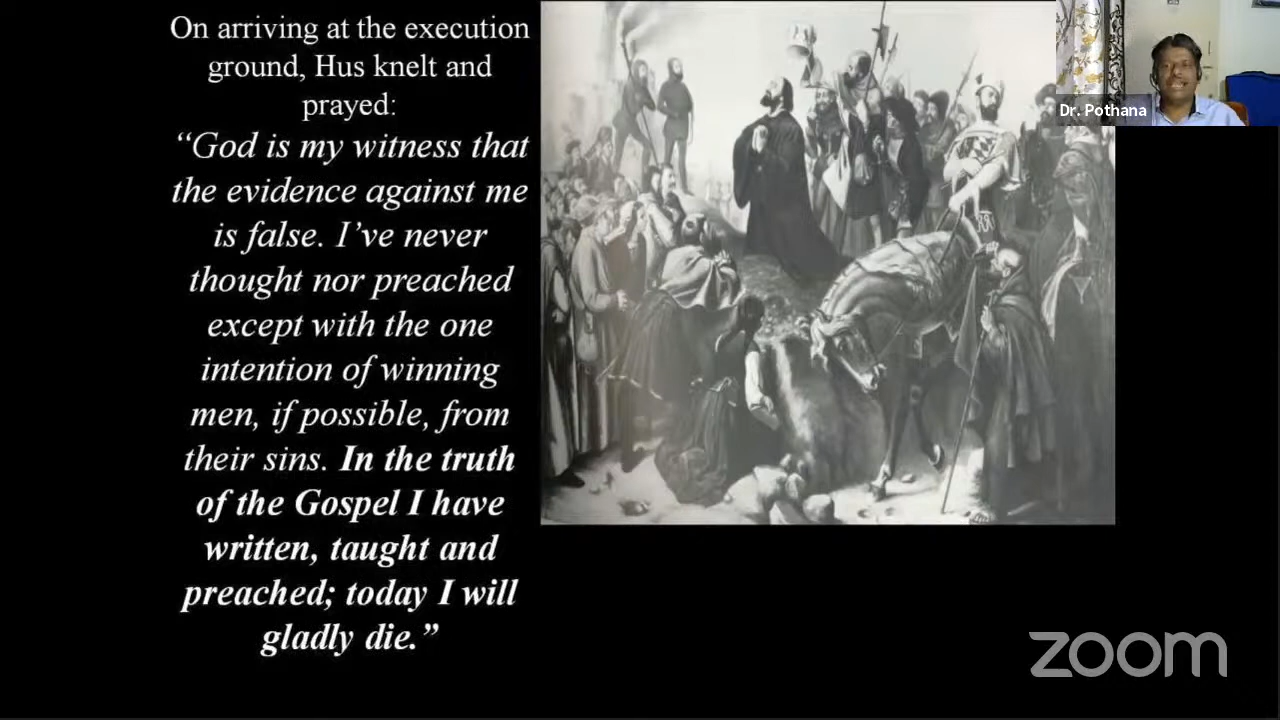 On arriving at the execution
ground, Hus knelt and
prayed:
“God is my witness that
the evidence against me
is false. I’ve never
thought nor preached
except with the one
intention of winning
men, if possible, from
their sins. In the truth
of the Gospel I have
written, taught and
preached; today I will
gladly die.”
Dr. Pothana
zoom